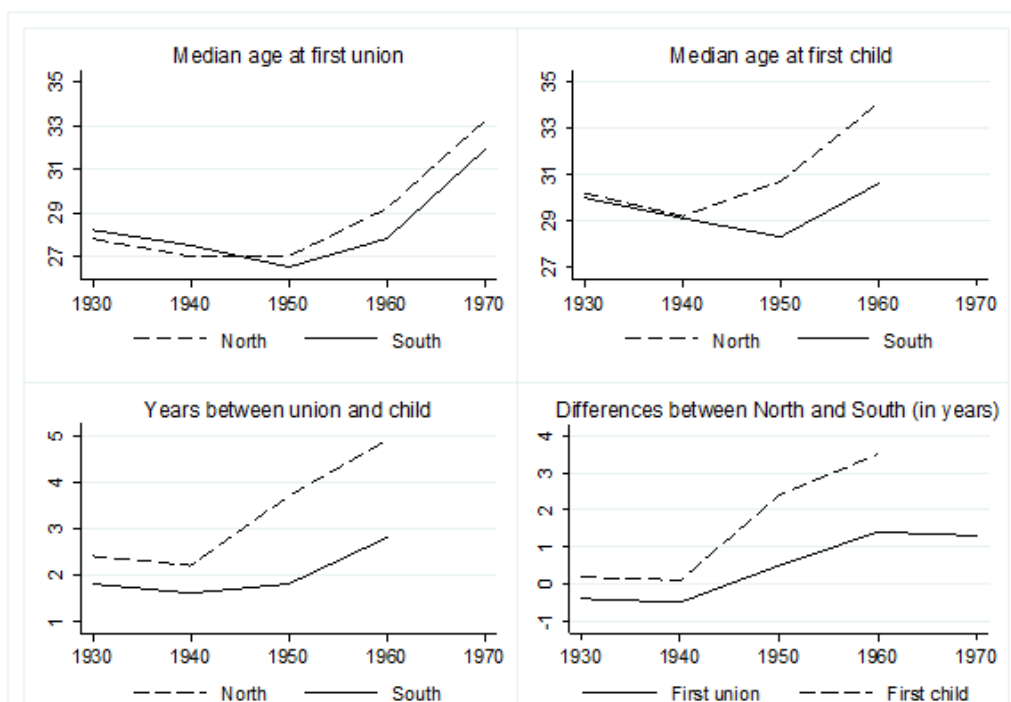 Median age at first union
35
33
31
29
27
1930 1940 1950 1960 1970
North South
Median age at first child
35
33
31
29
27
1930 1940 1950 1960 1970
North South
Years between union and child
5
4
3
2
1
1930 1940 1950 1960 1970
North South
Differences between North and South (in years)
4
3
2
1
0
-1
1930 1940 1950 1960 1970
First union First child